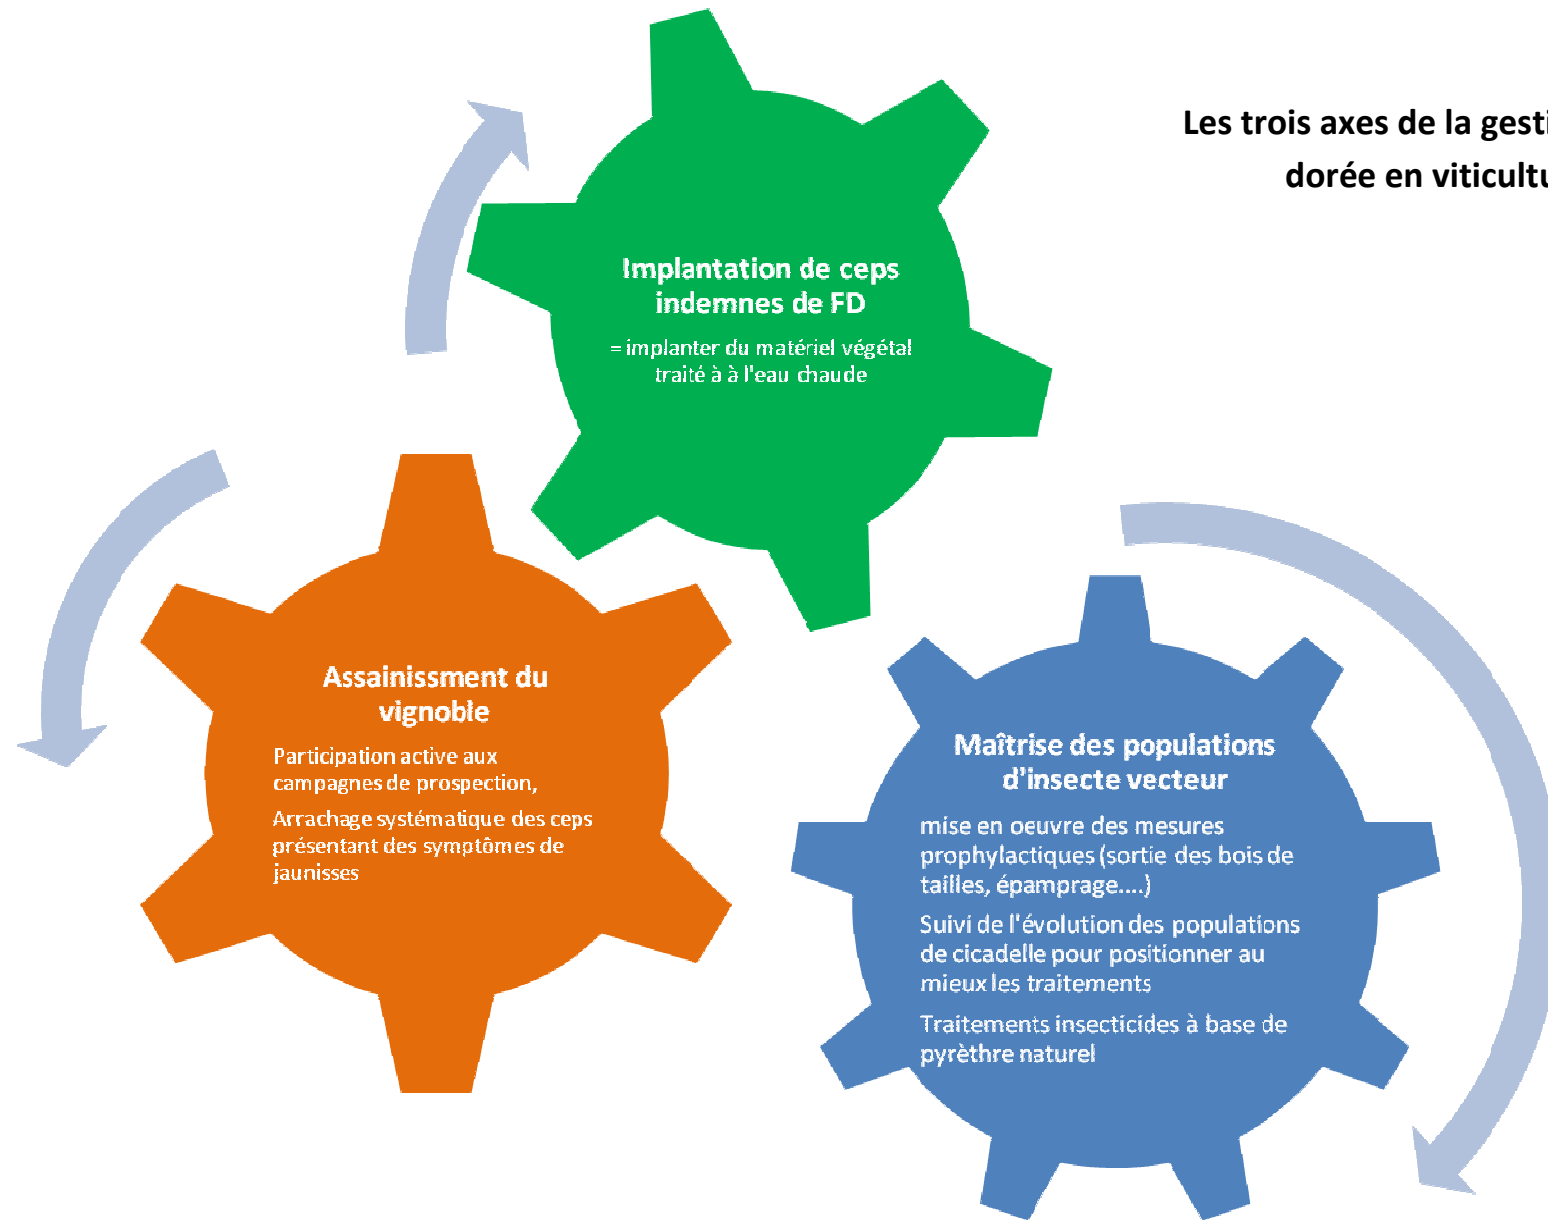 Les trois axes de la gesti
dorée en viticultu
Implantation de ceps
indemnes de FD
= implanter du matériel végétal
traité à à l'eau chaude
Assainissment du
vignoble
Participation active aux
campagnes de prospection,
Arrachage systématique des ceps
présentant des symptômes de
jaunisses
Maîtrise des populations
d'insecte vecteur
mise en oeuvre des mesures
prophylactiques (sortie des bois de
tailles, épamprage....)
Suivi de l'évolution des populations
de cicadelle pour positionner au
mieux les traitements
Traitements insecticides à base de
pyrèthre naturel